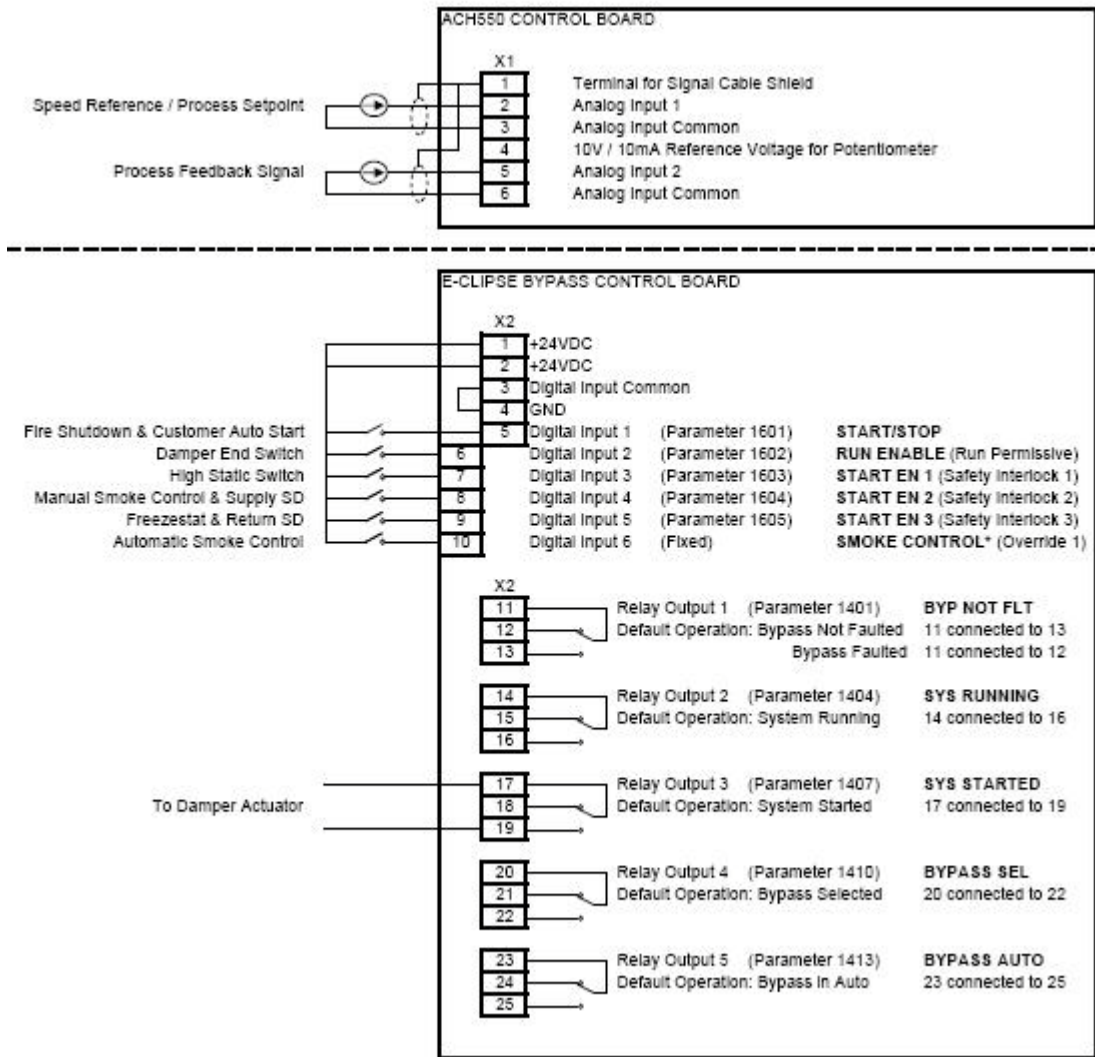 ACH550 CONTROL BOARD
X1
1 Terminal for Signal Cable Shield
Speed Reference / Process Setpoint 2 Analog Input 1
3 Analog Input Common
4 10V / 10mA Reference Voltage for Potentiometer
Process Feedback Signal 5 Analog Input 2
6 Analog Input Common
E-CLIPSE BYPASS CONTROL BOARD
X2
1 +24VDC
2 +24VDC
3 Digital Input Common
4 GND
Fire Shutdown & Customer Auto Start 5 Digital Input 1 (Parameter 1601) START/STOP
Damper End Switch 6 Digital Input 2 (Parameter 1602) RUN ENABLE (Run Permissive)
High Static Switch 7 Digital Input 3 (Parameter 1603) START EN 1 (Safety Interlock 1)
Manual Smoke Control & Supply SD 8 Digital Input 4 (Parameter 1604) START EN 2 (Safety Interlock 2)
Freezestat & Return SD 9 Digital Input 5 (Parameter 1605) START EN 3 (Safety Interlock 3)
Automatic Smoke Control 10 Digital Input 6 (Fixed) SMOKE CONTROL* (Override 1)
X2
11 Relay Output 1 (Parameter 1401) BYP NOT FLT
12 Default Operation: Bypass Not Faulted 11 connected to 13
13 Bypass Faulted 11 connected to 12
14 Relay Output 2 (Parameter 1404) SYS RUNNING
15 Default Operation: System Running 14 connected to 16
16
17 Relay Output 3 (Parameter 1407) SYS STARTED
To Damper Actuator 18 Default Operation: System Started 17 connected to 19
19
20 Relay Output 4 (Parameter 1410) BYPASS SEL
21 Default Operation: Bypass Selected 20 connected to 22
22
23 Relay Output 5 (Parameter 1413) BYPASS AUTO
24 Default Operation: Bypass In Auto 23 connected to 25
25